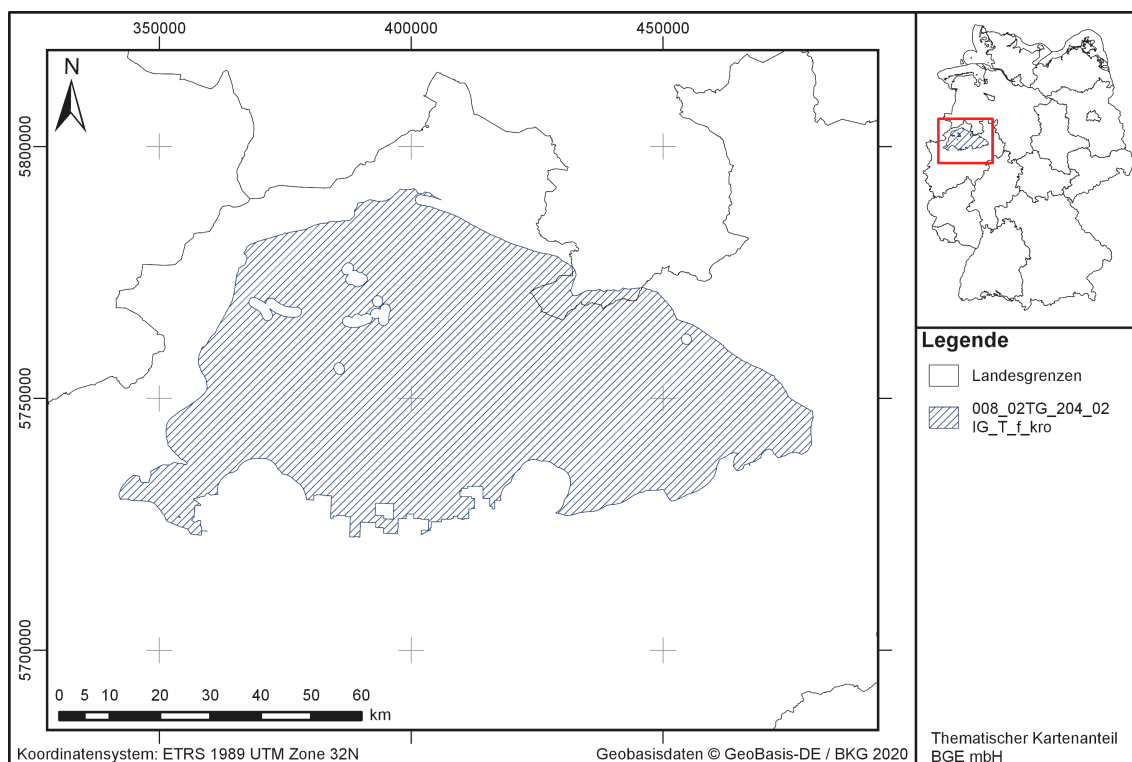 350000 400000 450000
N
5800000
5750000
5700000
0 5 10 20 30 40 50 60
km
Koordinatensystem: ETRS 1989 UTM Zone 32N
Geobasisdaten © GeoBasis-DE / BKG 2020
Legende
Landesgrenzen
008_02TG_204_02
IG_T_f_kro
Thematischer Kartenanteil
BGE mbH